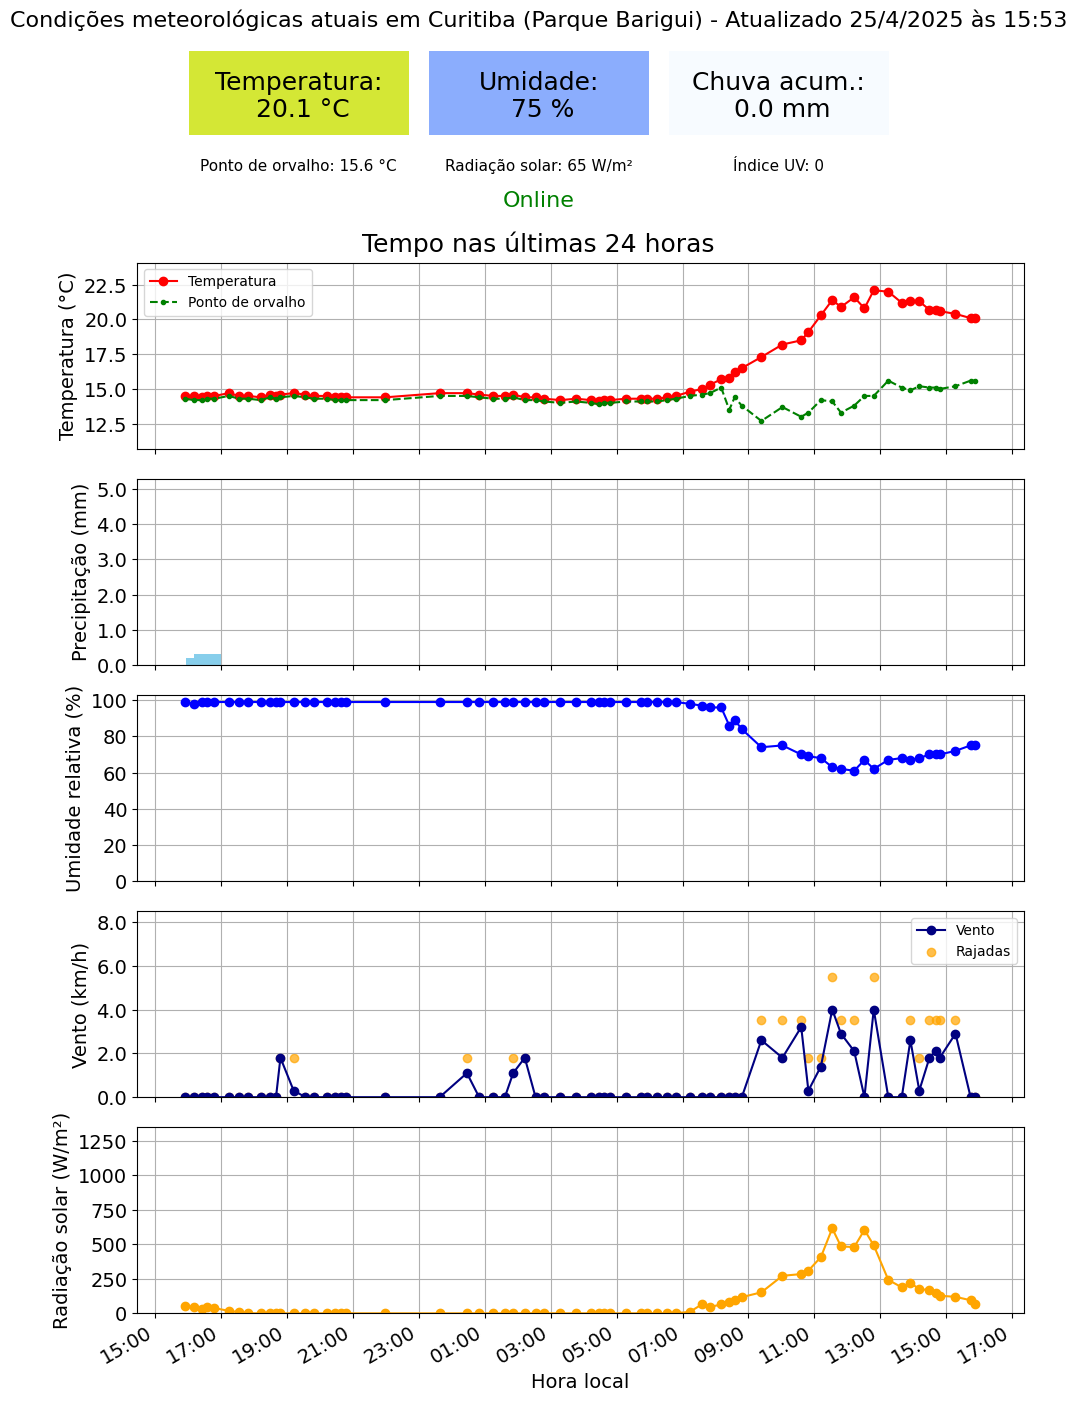 Condições meteorológicas atuais em Curitiba (Parque Barigui) - Atualizado 25/4/2025 às 15:53
Temperatura:
20.1 °C
Umidade:
75 %
Chuva acum.:
0.0 mm
Ponto de orvalho: 15.6 °C
Radiação solar: 65 W/m²
Índice UV: 0
Online
Tempo nas últimas 24 horas
Temperatura (°C)
22.5
20.0
17.5
15.0
12.5
Temperatura
Ponto de orvalho
Precipitação (mm)
5.0
4.0
3.0
2.0
1.0
0.0
Umidade relativa (%)
100
80
60
40
20
0
Vento (km/h)
8.0
6.0
4.0
2.0
0.0
Vento
Rajadas
Radiação solar (W/m²)
1250
1000
750
500
250
0
15:00
17:00
19:00
21:00
23:00
01:00
03:00
05:00
07:00
09:00
11:00
13:00
15:00
17:00
Hora local